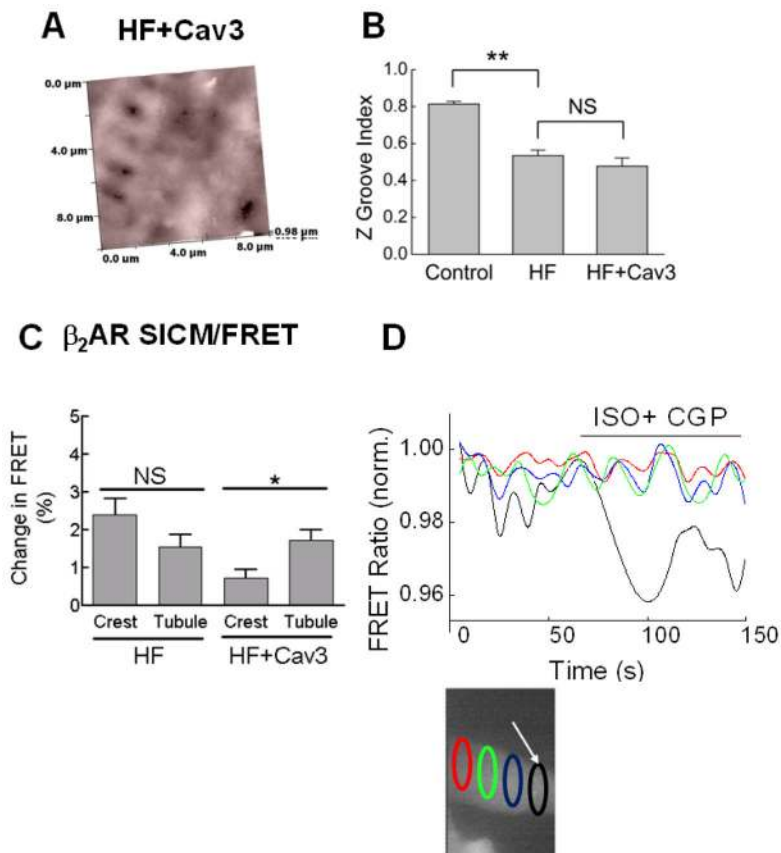 A HF+Cav3
0.0 µm
4.0 µm
8.0 µm
0.0 um
4.0 µm
8.0 µm
0.98 µm
B
**
NS
Z Groove Index
1.0
0.8
0.6
0.4
0.2
0.0
Control HF HF+Cav3
C β₂AR SICM/FRET
Change in FRET
(%)
5
4
3
2
1
0
NS
*
Crest Tubule Crest Tubule
HF HF+Cav3
D
ISO+ CGP
FRET Ratio (norm.)
1.00
0.98
0.96
0 50 100 150
Time (s)